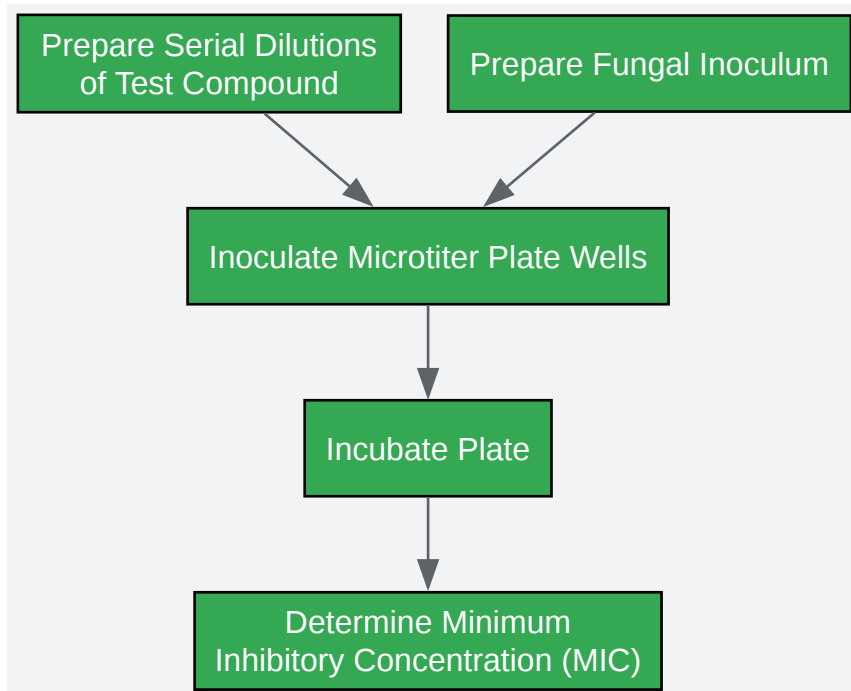 Prepare Serial Dilutions
of Test Compound
Prepare Fungal Inoculum
Inoculate Microtiter Plate Wells
Incubate Plate
Determine Minimum
Inhibitory Concentration (MIC)